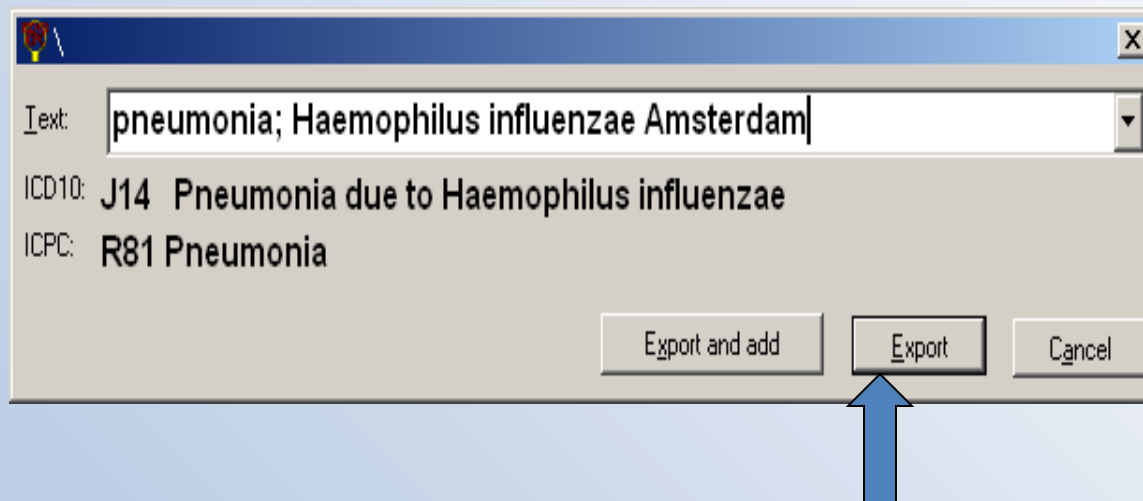 \
X
Text: pneumonia; Haemophilus influenzae Amsterdam
ICD10: J14 Pneumonia due to Haemophilus influenzae
ICPC: R81 Pneumonia
Export and add Export Cancel